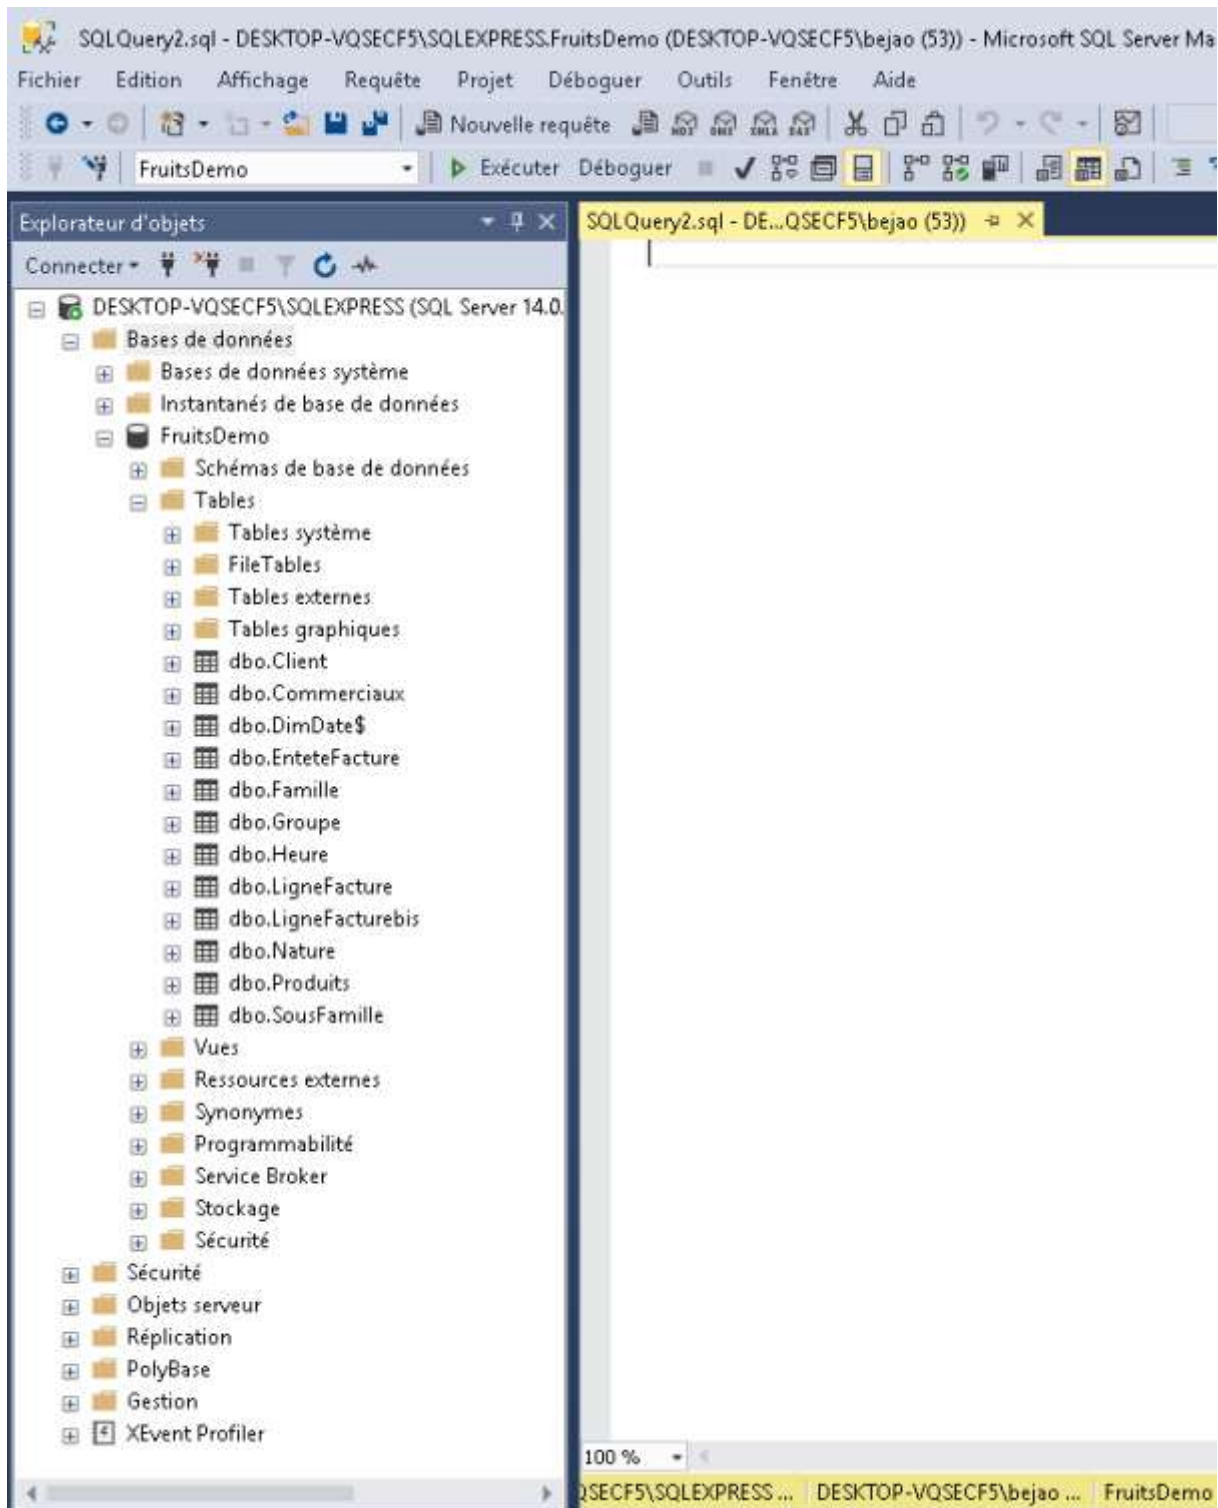 SQLQuery2.sql - DESKTOP-VQSECF5\SQLEXPRESS.FruitsDemo (DESKTOP-VQSECF5\bejao (53)) - Microsoft SQL Server Ma
Fichier Edition Affichage Requête Projet Déboguer Outils Fenêtre Aide
Nouvelle requête
FruitsDemo Exécuter Déboguer
Explorateur d'objets
SQLQuery2.sql - DE...QSECF5\bejao (53))
Connecter
DESKTOP-VQSECF5\SQLEXPRESS (SQL Server 14.0.
Bases de données
Bases de données système
Instantanés de base de données
FruitsDemo
Schémas de base de données
Tables
Tables système
FileTables
Tables externes
Tables graphiques
dbo.Client
dbo.Commerciaux
dbo.DimDate$
dbo.EnteteFacture
dbo.Famille
dbo.Groupe
dbo.Heure
dbo.LigneFacture
dbo.LigneFacturebis
dbo.Nature
dbo.Produits
dbo.SousFamille
Vues
Ressources externes
Synonymes
Programmabilité
Service Broker
Stockage
Sécurité
Sécurité
Objets serveur
Réplication
PolyBase
Gestion
XEvent Profiler
100 %
QSECF5\SQLEXPRESS ... DESKTOP-VQSECF5\bejao ... FruitsDemo